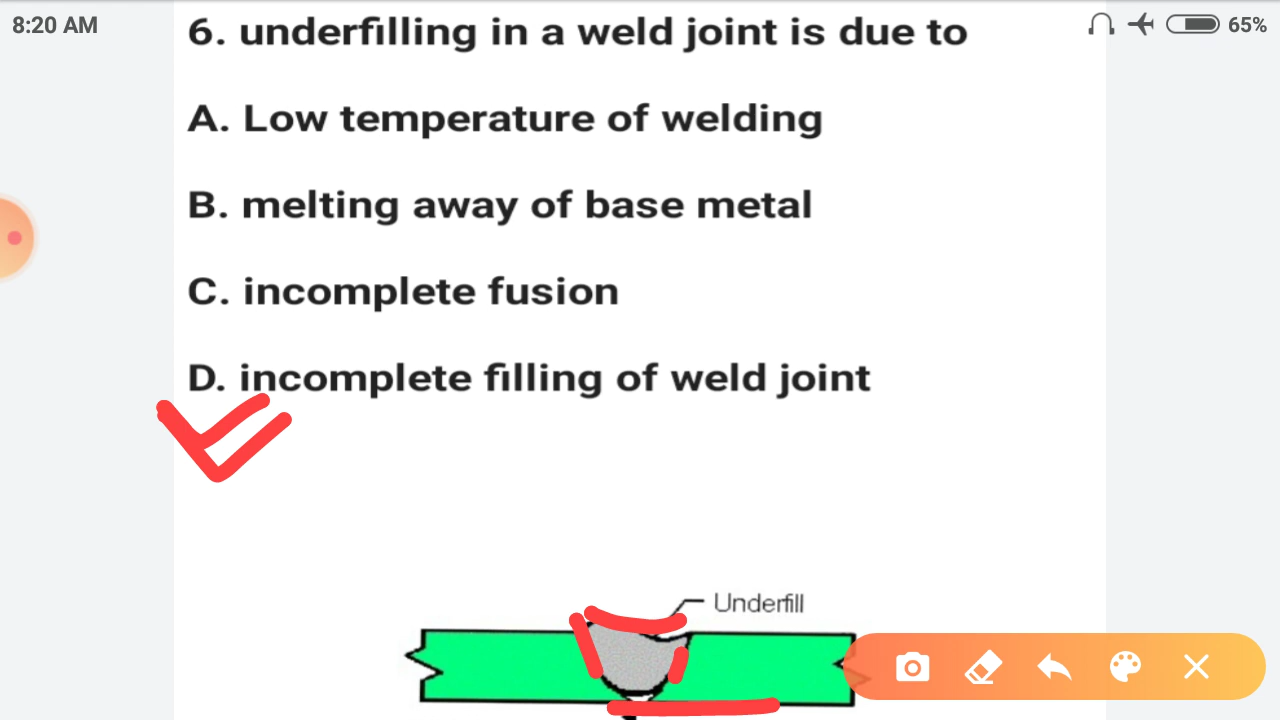 8:20 AM
65%
6. underfilling in a weld joint is due to
A. Low temperature of welding
B. melting away of base metal
C. incomplete fusion
D. incomplete filling of weld joint
Underfill